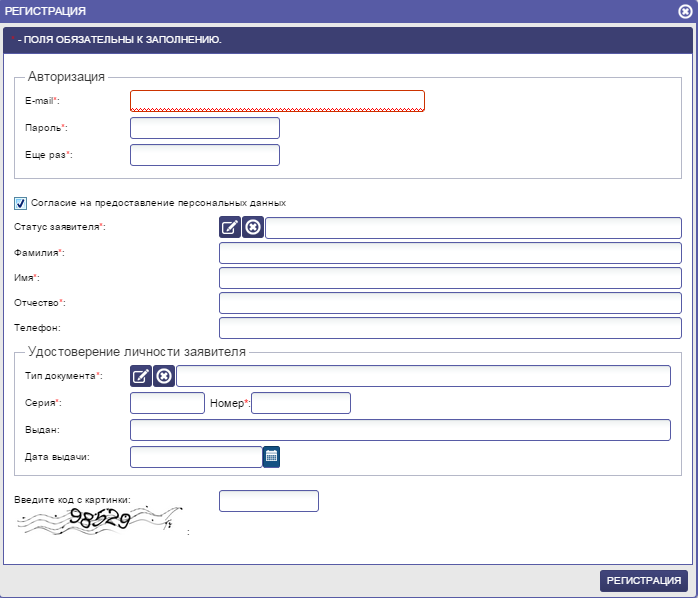 РЕГИСТРАЦИЯ
* - ПОЛЯ ОБЯЗАТЕЛЬНЫ К ЗАПОЛНЕНИЮ.
Авторизация
E-mail*:
Пароль*:
Еще раз*:
Согласие на предоставление персональных данных
Статус заявителя*:
Фамилия*:
Имя*:
Отчество*:
Телефон:
Удостоверение личности заявителя
Тип документа*:
Серия*: Номер*:
Выдан:
Дата выдачи:
Введите код с картинки:
98529 :
РЕГИСТРАЦИЯ